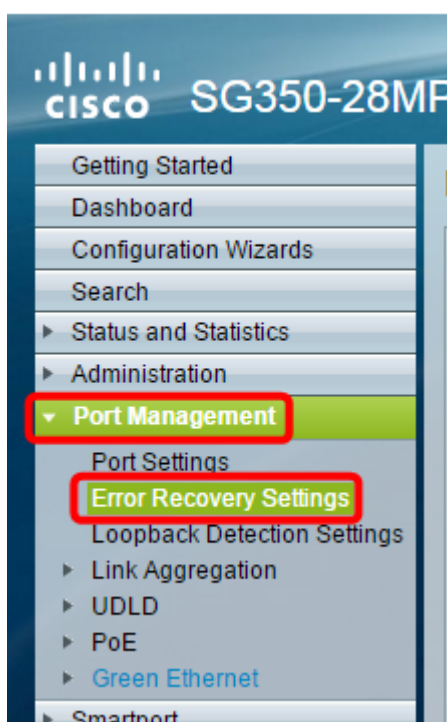 CISCO SG350-28MP
Getting Started
Dashboard
Configuration Wizards
Search
Status and Statistics
Administration
Port Management
Port Settings
Error Recovery Settings
Loopback Detection Settings
Link Aggregation
UDLD
PoE
Green Ethernet
Smartport